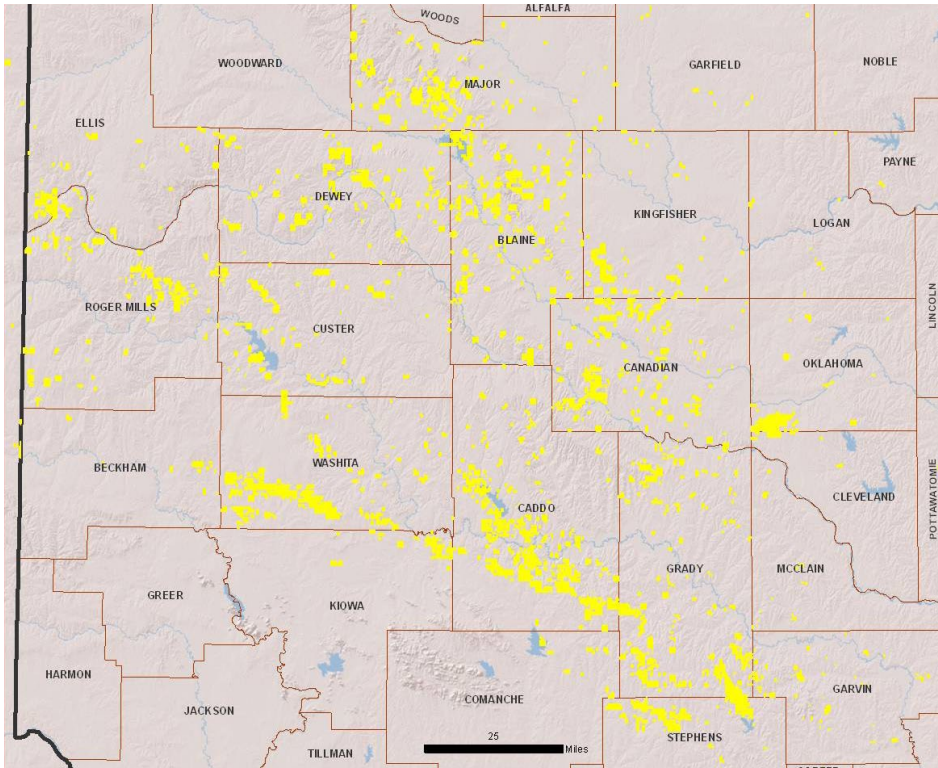 ALFALFA
WOODS
WOODWARD
GARFIELD
NOBLE
MAJOR
ELLIS
PAYNE
DEWEY
KINGFISHER
LOGAN
BLAINE
LINCOLN
ROGER MILLS
CUSTER
OKLAHOMA
CANADIAN
WASHITA
BECKHAM
CLEVELAND
POTTAWATOMIE
CADDO
GRADY
MCCLAIN
GREER
KIOWA
HARMON
GARVIN
COMANCHE
JACKSON
STEPHENS
25
Miles
TILLMAN